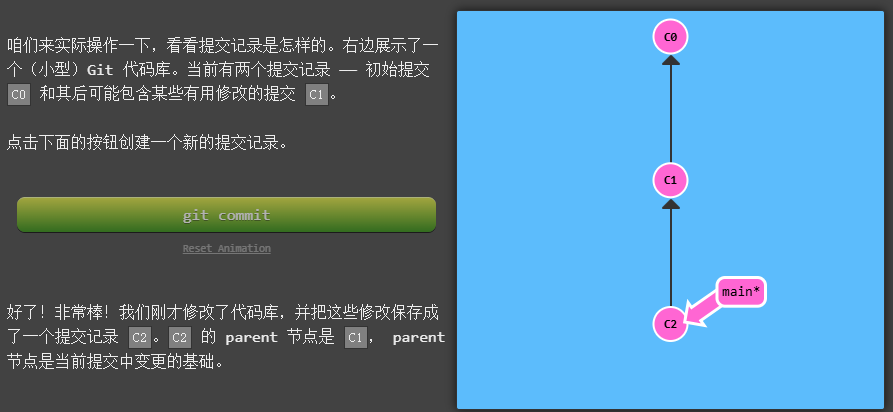 咱们来实际操作一下，看看提交记录是怎样的。右边展示了一
个（小型）Git 代码库。当前有两个提交记录 —— 初始提交
C0 和其后可能包含某些有用修改的提交 C1。
点击下面的按钮创建一个新的提交记录。
git commit
Reset Animation
好了！非常棒！我们刚才修改了代码库，并把这些修改保存成
了一个提交记录 C2。C2 的 parent 节点是 C1， parent
节点是当前提交中变更的基础。
C0
C1
main*
C2